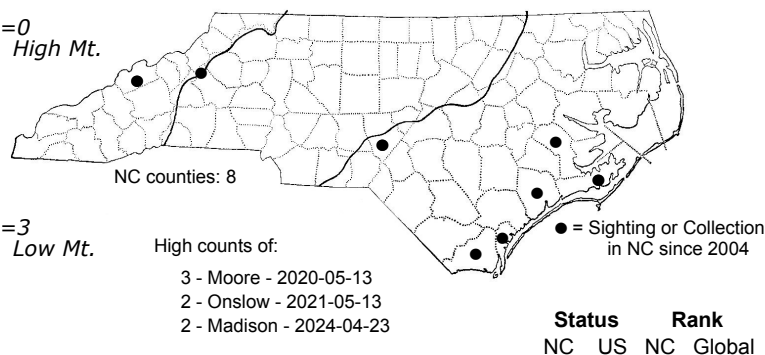 =0
High Mt.
NC counties: 8
=3
Low Mt.
High counts of:
3 - Moore - 2020-05-13
2 - Onslow - 2021-05-13
2 - Madison - 2024-04-23
● = Sighting or Collection
in NC since 2004
Status Rank
NC US NC Global